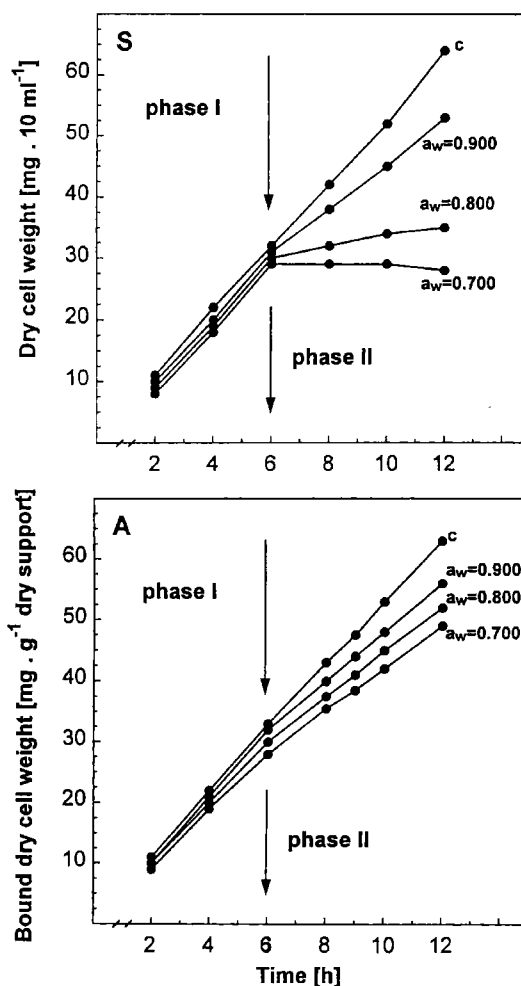 S
Dry cell weight [mg . 10 ml⁻¹]
60
50
40
30
20
10
phase I
phase II
c
aw=0.900
aw=0.800
aw=0.700
2 4 6 8 10 12
A
Bound dry cell weight [mg . g⁻¹ dry support]
60
50
40
30
20
10
phase I
phase II
c
aw=0.900
aw=0.800
aw=0.700
2 4 6 8 10 12
Time [h]